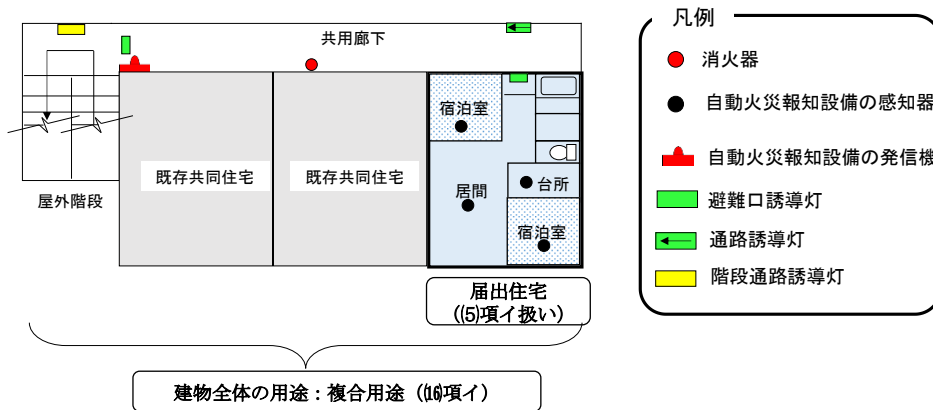 共用廊下
宿泊室
既存共同住宅
既存共同住宅
居間
台所
宿泊室
屋外階段
届出住宅
((5)項イ扱い)
建物全体の用途：複合用途（⒃項イ）
凡例
消火器
自動火災報知設備の感知器
自動火災報知設備の発信機
避難口誘導灯
通路誘導灯
階段通路誘導灯